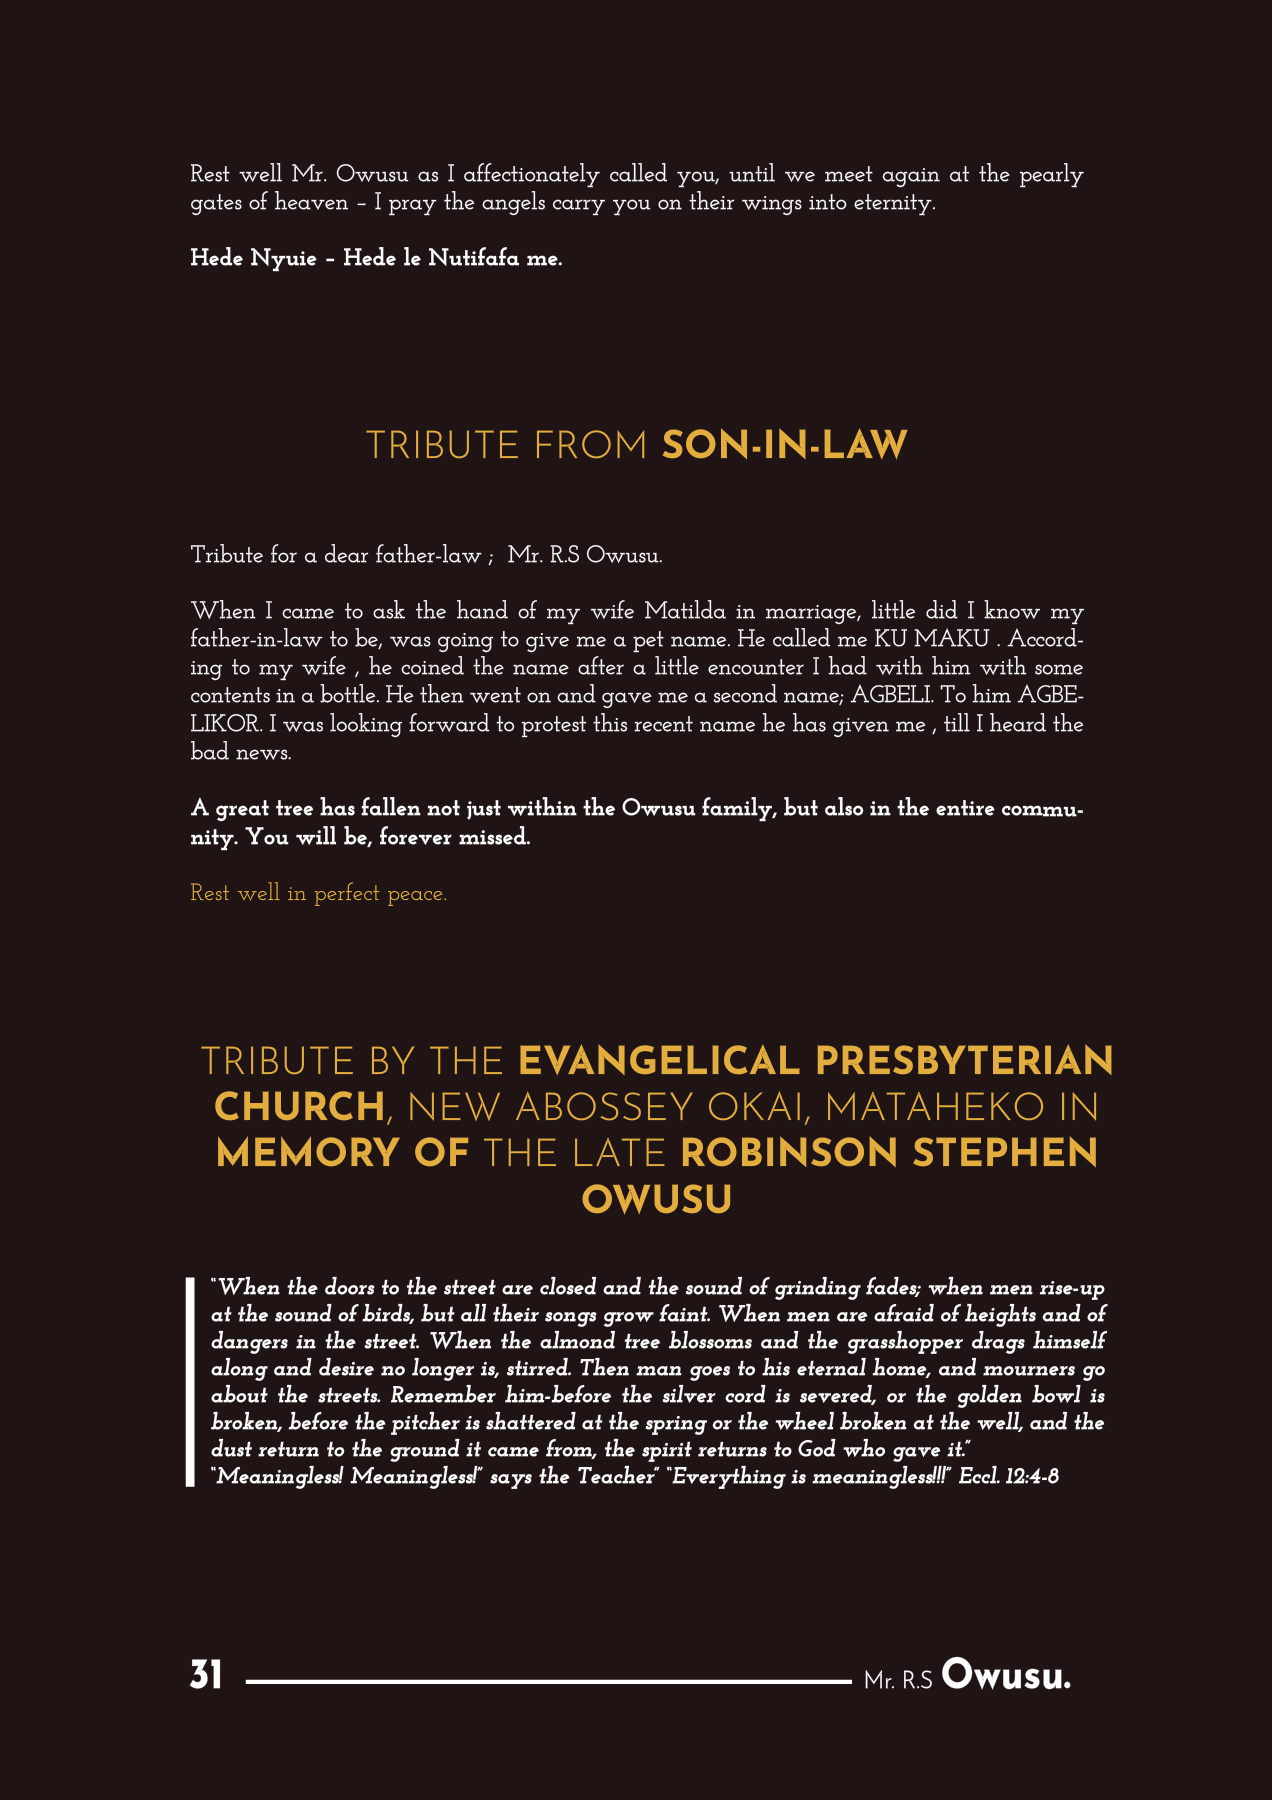 Rest well Mr. Owusu as I affectionately called you, until we meet again at the pearly
gates of heaven – I pray the angels carry you on their wings into eternity.
Hede Nyuie – Hede le Nutifafa me.
TRIBUTE FROM SON-IN-LAW
Tribute for a dear father-law ;  Mr. R.S Owusu.
When I came to ask the hand of my wife Matilda in marriage, little did I know my
father-in-law to be, was going to give me a pet name. He called me KU MAKU . Accord-
ing to my wife , he coined the name after a little encounter I had with him with some
contents in a bottle. He then went on and gave me a second name; AGBELI. To him AGBE-
LIKOR. I was looking forward to protest this recent name he has given me , till I heard the
bad news.
A great tree has fallen not just within the Owusu family, but also in the entire commu-
nity. You will be, forever missed.
Rest well in perfect peace.
TRIBUTE BY THE EVANGELICAL PRESBYTERIAN
CHURCH, NEW ABOSSEY OKAI, MATAHEKO IN
MEMORY OF THE LATE ROBINSON STEPHEN
OWUSU
“When the doors to the street are closed and the sound of grinding fades; when men rise-up
at the sound of birds, but all their songs grow faint. When men are afraid of heights and of
dangers in the street. When the almond tree blossoms and the grasshopper drags himself
along and desire no longer is, stirred. Then man goes to his eternal home, and mourners go
about the streets. Remember him-before the silver cord is severed, or the golden bowl is
broken, before the pitcher is shattered at the spring or the wheel broken at the well, and the
dust return to the ground it came from, the spirit returns to God who gave it.”
“Meaningless! Meaningless!” says the Teacher” “Everything is meaningless!!!” Eccl. 12:4-8
31 Mr. R.S Owusu.